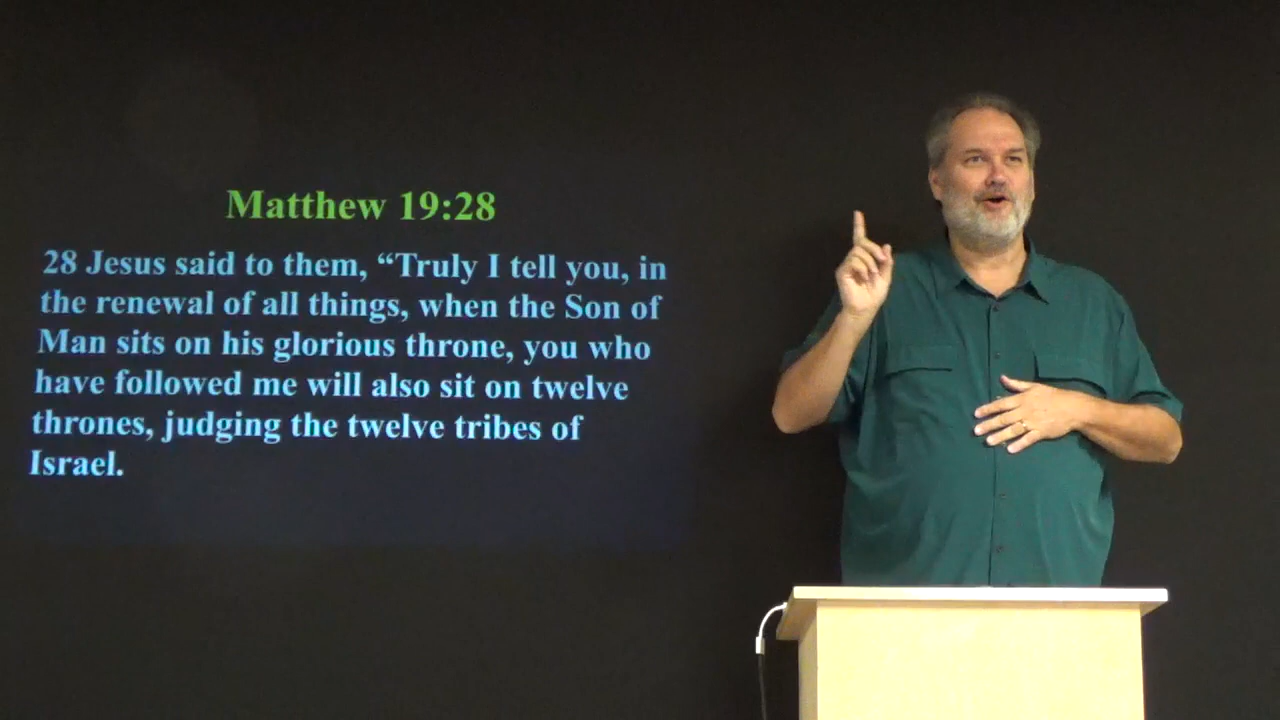 Matthew 19:28
28 Jesus said to them, “Truly I tell you, in
the renewal of all things, when the Son of
Man sits on his glorious throne, you who
have followed me will also sit on twelve
thrones, judging the twelve tribes of
Israel.